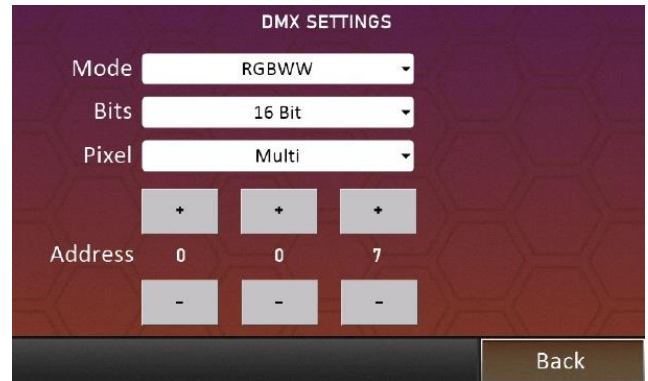 DMX SETTINGS
Mode RGBWW
Bits 16 Bit
Pixel Multi
+ + +
Address 0 0 7
- - -
Back